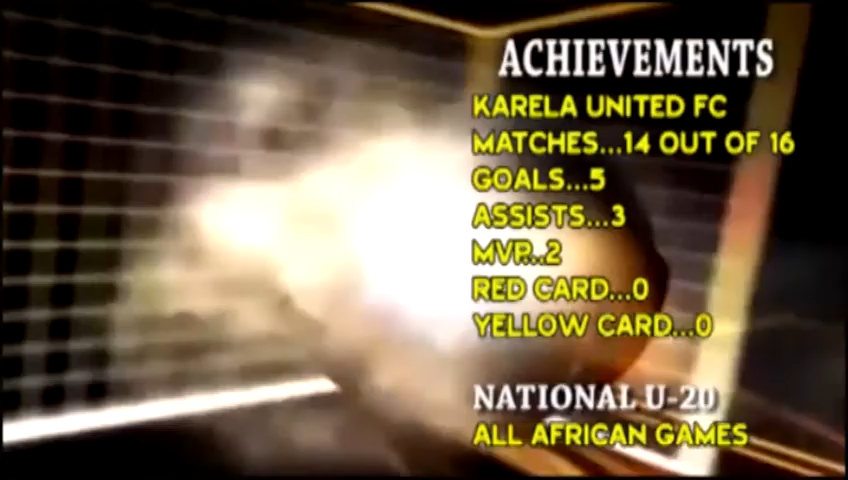 ACHIEVEMENTS
KARELA UNITED FC
MATCHES...14 OUT OF 16
GOALS...5
ASSISTS...3
MVP...2
RED CARD...0
YELLOW CARD...0
NATIONAL U-20
ALL AFRICAN GAMES